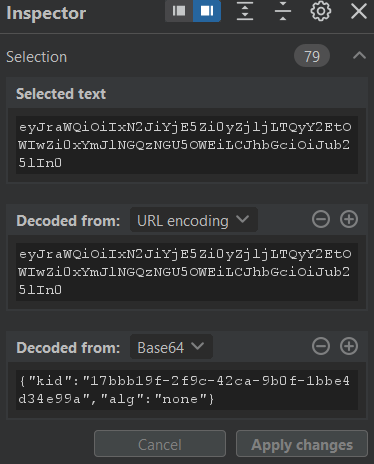 Inspector
Selection 79
Selected text
eyJraWQiOiIxN2JiYjE5Zi0yZjljLTQyY2EtO
WIwZi0xYmJlNGQzNGU5OWEiLCJhbGciOiJub2
5lIn0
Decoded from: URL encoding
eyJraWQiOiIxN2JiYjE5Zi0yZjljLTQyY2EtO
WIwZi0xYmJlNGQzNGU5OWEiLCJhbGciOiJub2
5lIn0
Decoded from: Base64
{"kid":"17bbb19f-2f9c-42ca-9b0f-1bbe4
d34e99a","alg":"none"}
Cancel Apply changes